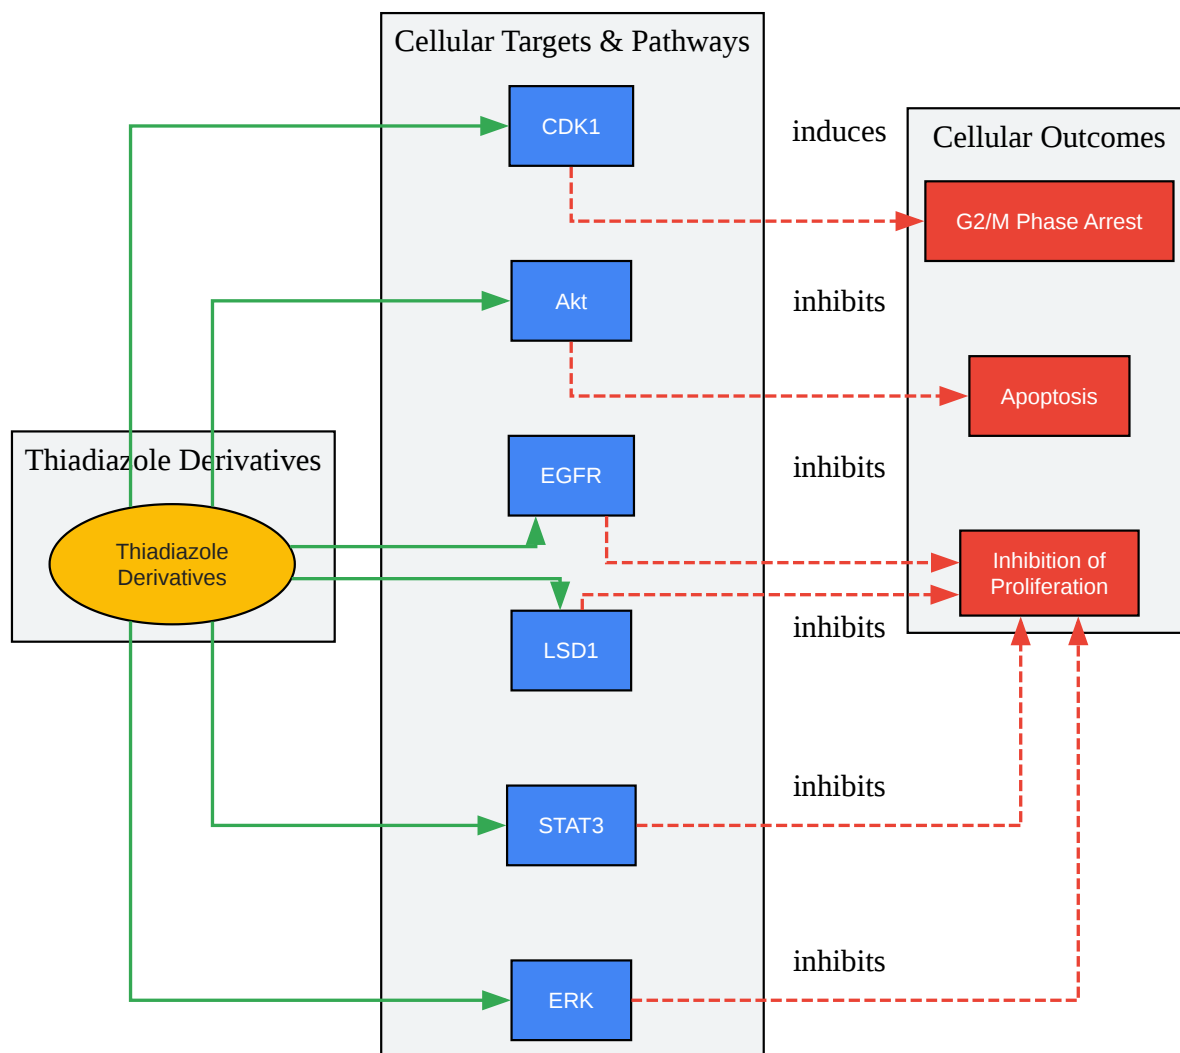 Cellular Targets & Pathways
CDK1
induces
Cellular Outcomes
G2/M Phase Arrest
Akt
inhibits
Apoptosis
Thiadiazole Derivatives
EGFR
inhibits
Thiadiazole
Derivatives
Inhibition of
Proliferation
LSD1
inhibits
STAT3
inhibits
ERK
inhibits